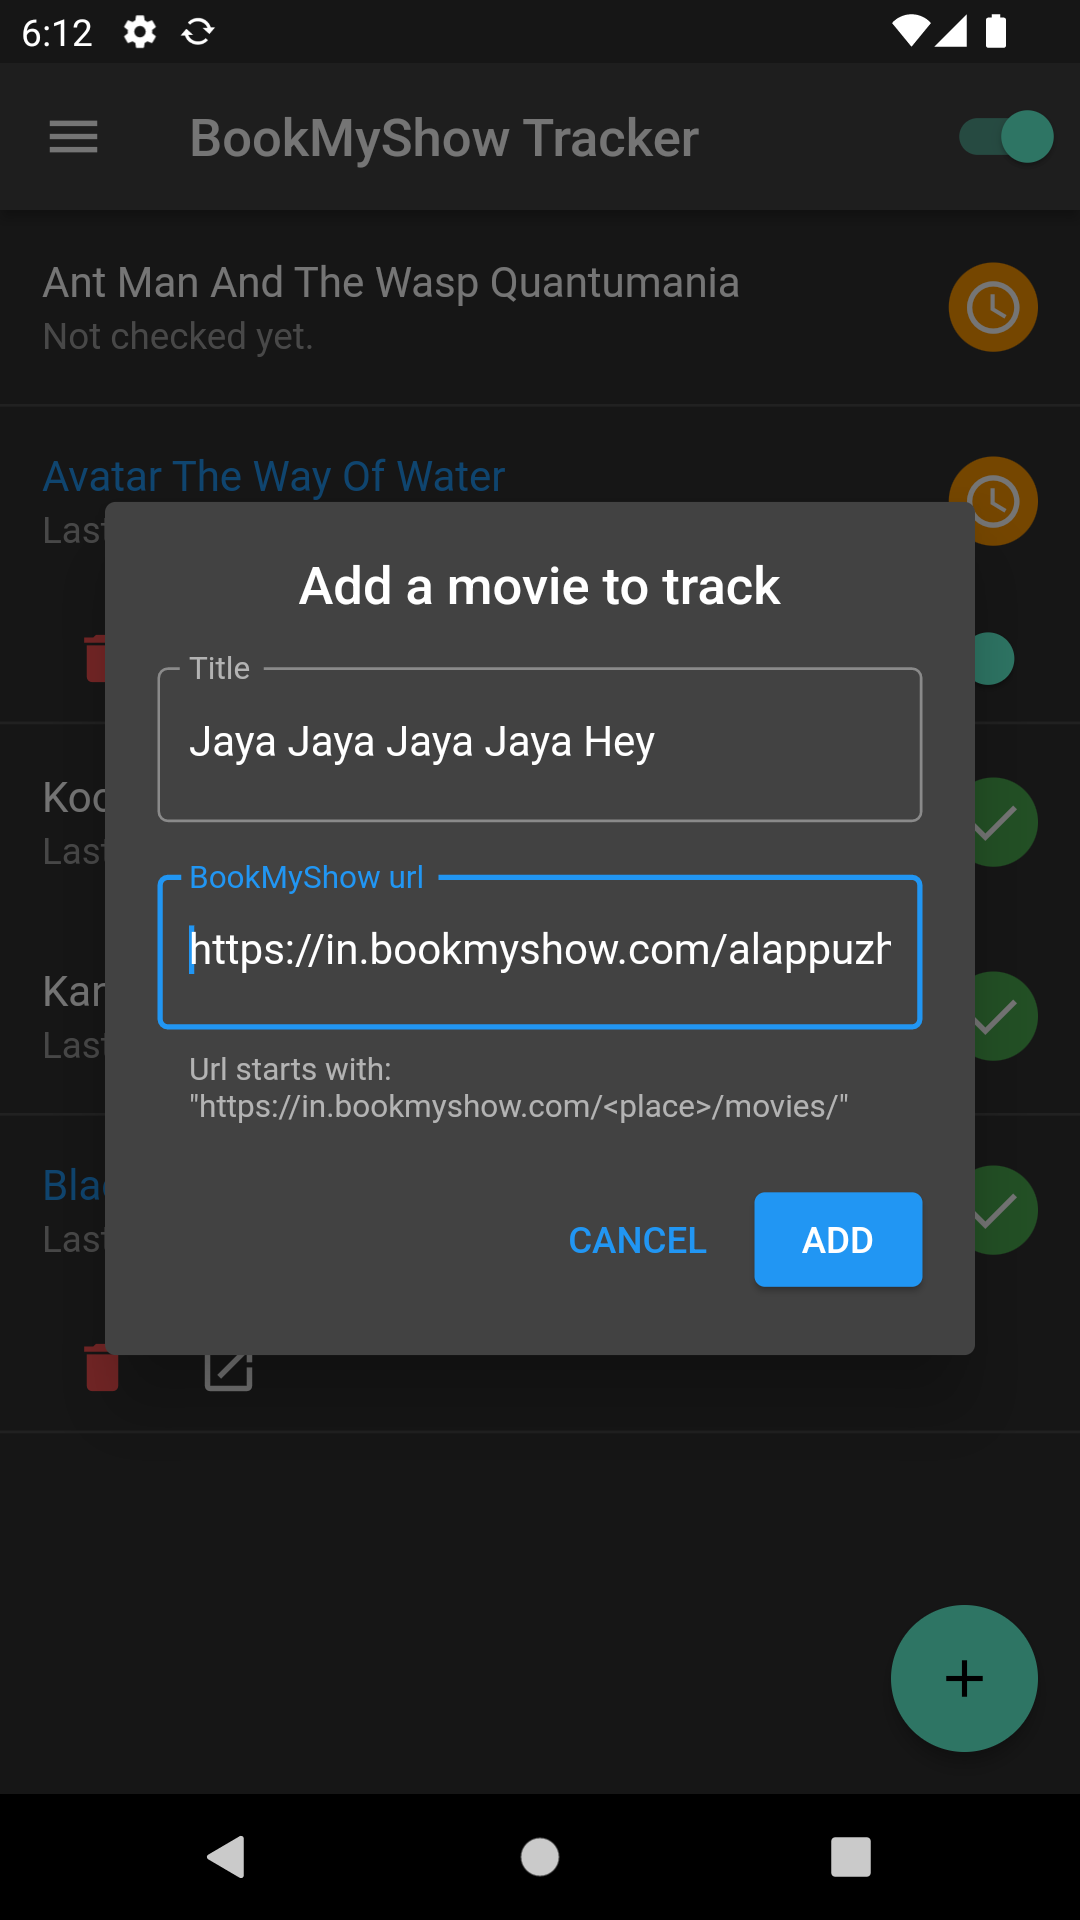 6:12
BookMyShow Tracker
Ant Man And The Wasp Quantumania
Not checked yet.
Avatar The Way Of Water
Last
Add a movie to track
Title
Jaya Jaya Jaya Jaya Hey
BookMyShow url
https://in.bookmyshow.com/alappuzh
Url starts with:
"https://in.bookmyshow.com/<place>/movies/"
CANCEL
ADD
Koo
Last
Kan
Last
Blac
Last